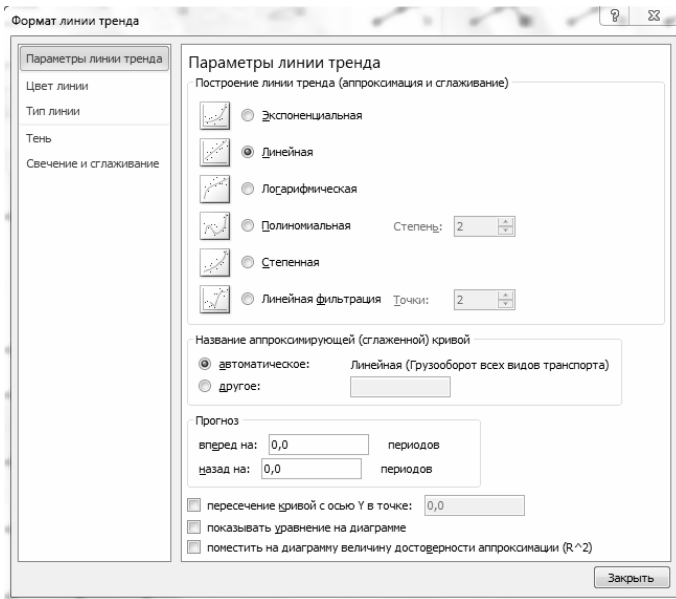 Формат линии тренда
Параметры линии тренда
Цвет линии
Тип линии
Тень
Свечение и сглаживание
Параметры линии тренда
Построение линии тренда (аппроксимация и сглаживание)
Экспоненциальная
Линейная
Логарифмическая
Полиномиальная Степень: 2
Степенная
Линейная фильтрация Точки: 2
Название аппроксимирующей (сглаженной) кривой
автоматическое: Линейная (Грузооборот всех видов транспорта)
другое:
Прогноз
вперед на: 0,0 периодов
назад на: 0,0 периодов
пересечение кривой с осью Y в точке: 0,0
показывать уравнение на диаграмме
поместить на диаграмму величину достоверности аппроксимации (R^2)
Закрыть